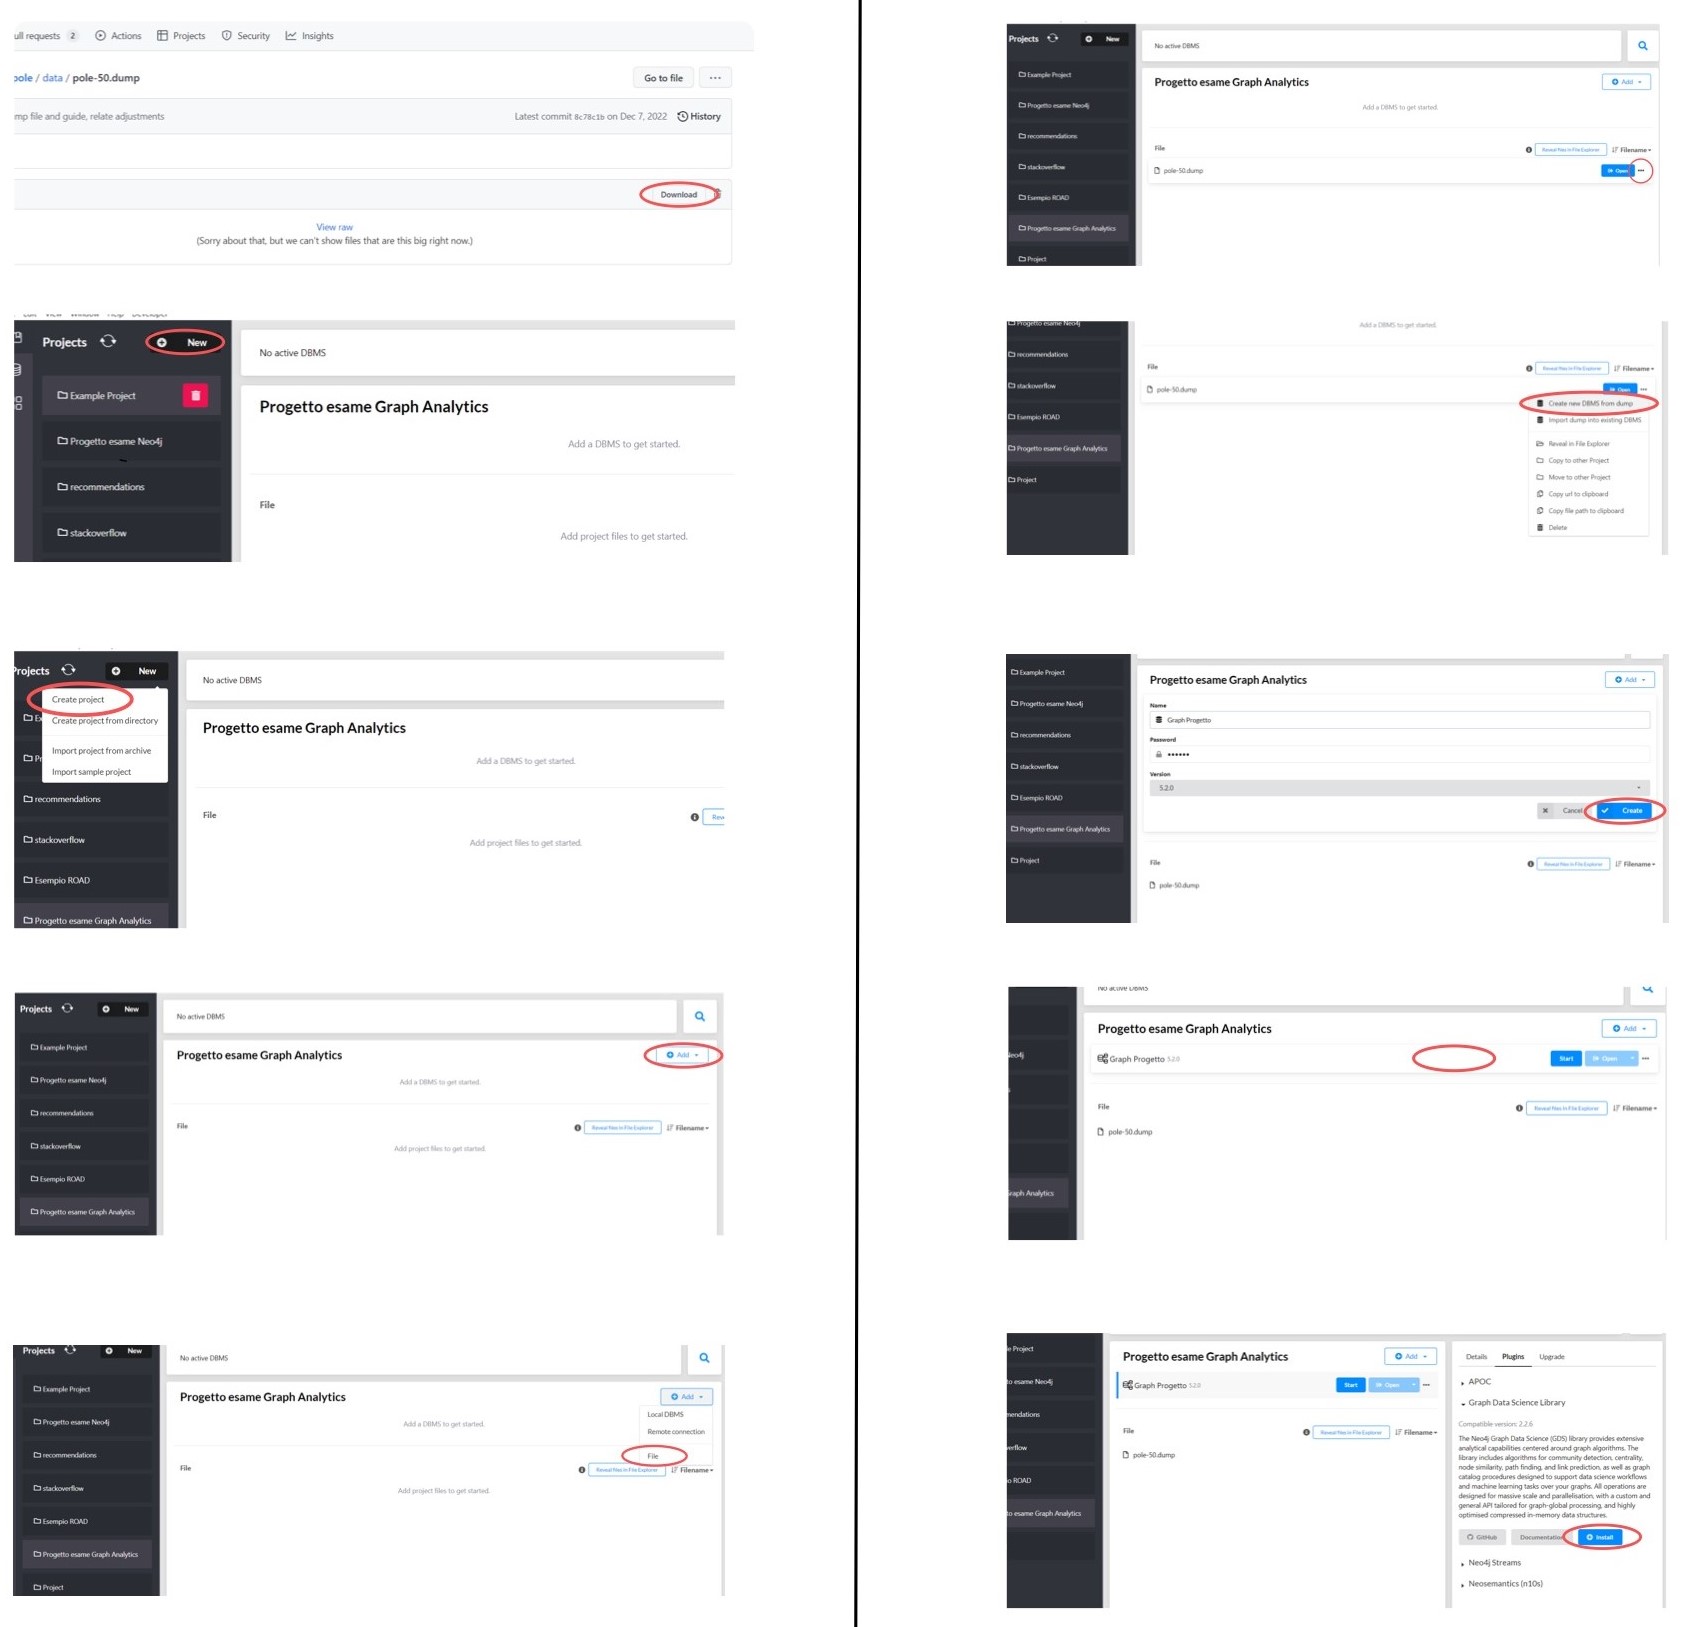 ull requests 2 Actions Projects Security Insights
pole / data / pole-50.dump Go to file ...
mp file and guide, relate adjustments Latest commit 8c78c1b on Dec 7, 2022 History
Download
View raw
(Sorry about that, but we can't show files that are this big right now.)
Edit View Window Help Developer
Projects New
No active DBMS
Example Project
Progetto esame Graph Analytics
Progetto esame Neo4j
Add a DBMS to get started.
recommendations
File
stackoverflow
Add project files to get started.
Projects New
No active DBMS
Create project
Create project from directory
Import project from archive
Import sample project
Progetto esame Graph Analytics
Add a DBMS to get started.
recommendations
File
stackoverflow
Add project files to get started.
Esempio ROAD
Progetto esame Graph Analytics
Projects New
No active DBMS
Example Project
Progetto esame Graph Analytics Add
Progetto esame Neo4j
Add a DBMS to get started.
recommendations
File Reveal files in File Explorer Filename
stackoverflow
Add project files to get started.
Esempio ROAD
Progetto esame Graph Analytics
Projects New
No active DBMS
Example Project
Progetto esame Graph Analytics Add
Local DBMS
Remote connection
File
Progetto esame Neo4j
Add a DBMS to get started.
recommendations
File Reveal files in File Explorer Filename
stackoverflow
Add project files to get started.
Esempio ROAD
Progetto esame Graph Analytics
Project
Projects New
No active DBMS
Example Project
Progetto esame Graph Analytics Add
Progetto esame Neo4j
Add a DBMS to get started.
recommendations
File Reveal files in File Explorer Filename
stackoverflow
pole-50.dump Open ...
Esempio ROAD
Progetto esame Graph Analytics
Project
Progetto esame Neo4j
Add a DBMS to get started.
recommendations
File Reveal files in File Explorer Filename
stackoverflow
pole-50.dump Open ...
Create new DBMS from dump
Import dump into existing DBMS
Reveal in File Explorer
Copy to other Project
Move to other Project
Copy url to clipboard
Copy file path to clipboard
Delete
Esempio ROAD
Progetto esame Graph Analytics
Project
Example Project
Progetto esame Graph Analytics Add
Progetto esame Neo4j
Name
Graph Progetto
recommendations
Password
••••••
stackoverflow
Version
5.2.0
Esempio ROAD
Cancel Create
Progetto esame Graph Analytics
Project
File Reveal files in File Explorer Filename
pole-50.dump
No active DBMS
Progetto esame Graph Analytics Add
Neo4j
Graph Progetto 5.2.0 Start Open ...
File Reveal files in File Explorer Filename
pole-50.dump
Graph Analytics
e Project
Progetto esame Graph Analytics Add
to esame Neo4j
Graph Progetto 5.2.0 Start Open ...
mendations
File Reveal files in File Explorer Filename
erflow
pole-50.dump
o ROAD
to esame Graph Analytics
Details Plugins Upgrade
APOC
Graph Data Science Library
Compatible version: 2.2.6
The Neo4j Graph Data Science (GDS) library provides extensive
analytical capabilities centered around graph algorithms. The
library includes algorithms for community detection, centrality,
node similarity, path finding, and link prediction, as well as graph
catalog procedures designed to support data science workflows
and machine learning tasks over your graphs. All operations are
designed for massive scale and parallelisation, with a custom and
general API tailored for graph-global processing, and highly
optimised compressed in-memory data structures.
GitHub Documentation Install
Neo4j Streams
Neosemantics (n10s)